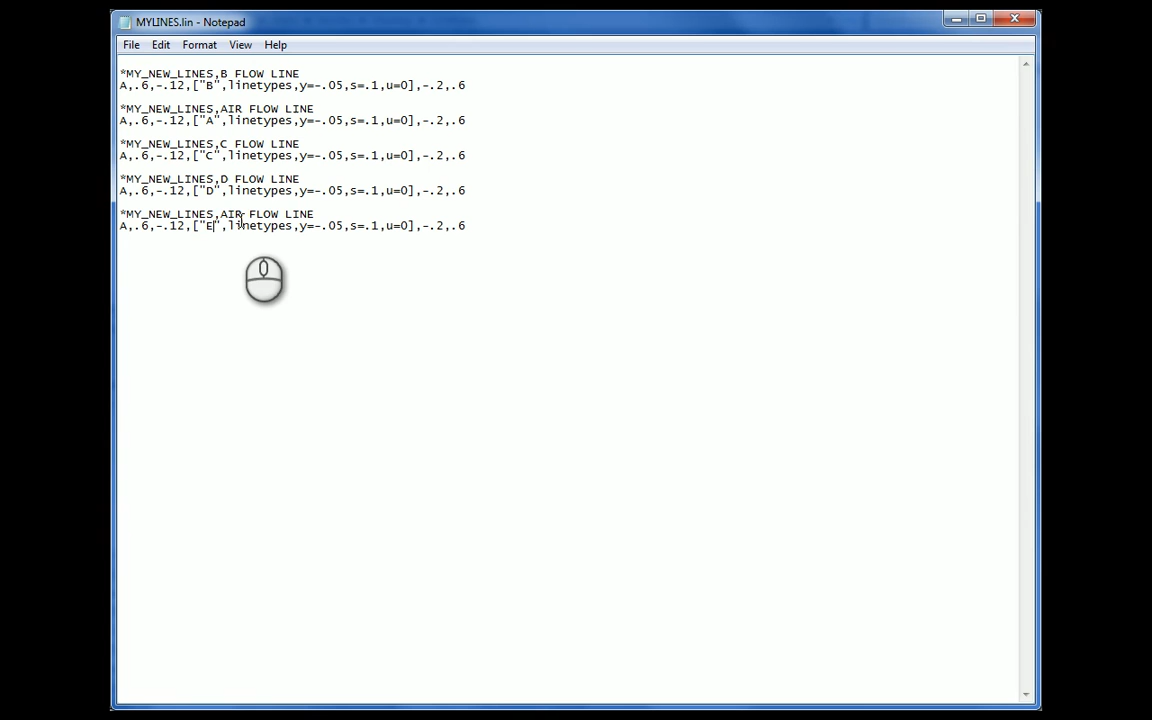 MYLINES.lin - Notepad
File Edit Format View Help
*MY_NEW_LINES,B FLOW LINE
A,.6,-.12,["B",linetypes,y=-.05,s=.1,u=0],-.2,.6
*MY_NEW_LINES,AIR FLOW LINE
A,.6,-.12,["A",linetypes,y=-.05,s=.1,u=0],-.2,.6
*MY_NEW_LINES,C FLOW LINE
A,.6,-.12,["C",linetypes,y=-.05,s=.1,u=0],-.2,.6
*MY_NEW_LINES,D FLOW LINE
A,.6,-.12,["D",linetypes,y=-.05,s=.1,u=0],-.2,.6
*MY_NEW_LINES,AIR FLOW LINE
A,.6,-.12,["E",linetypes,y=-.05,s=.1,u=0],-.2,.6